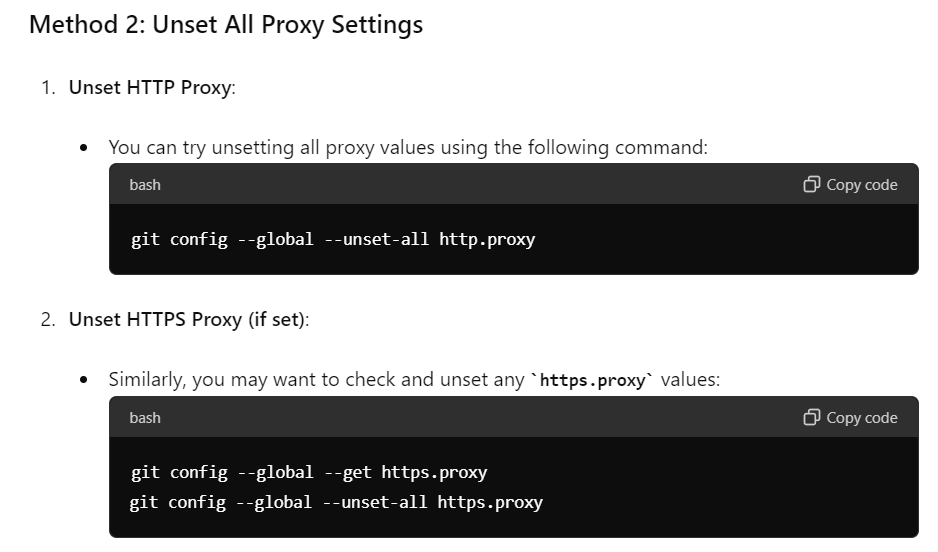 Method 2: Unset All Proxy Settings
1. Unset HTTP Proxy:
• You can try unsetting all proxy values using the following command:
bash Copy code
git config --global --unset-all http.proxy
2. Unset HTTPS Proxy (if set):
• Similarly, you may want to check and unset any `https.proxy` values:
bash Copy code
git config --global --get https.proxy
git config --global --unset-all https.proxy